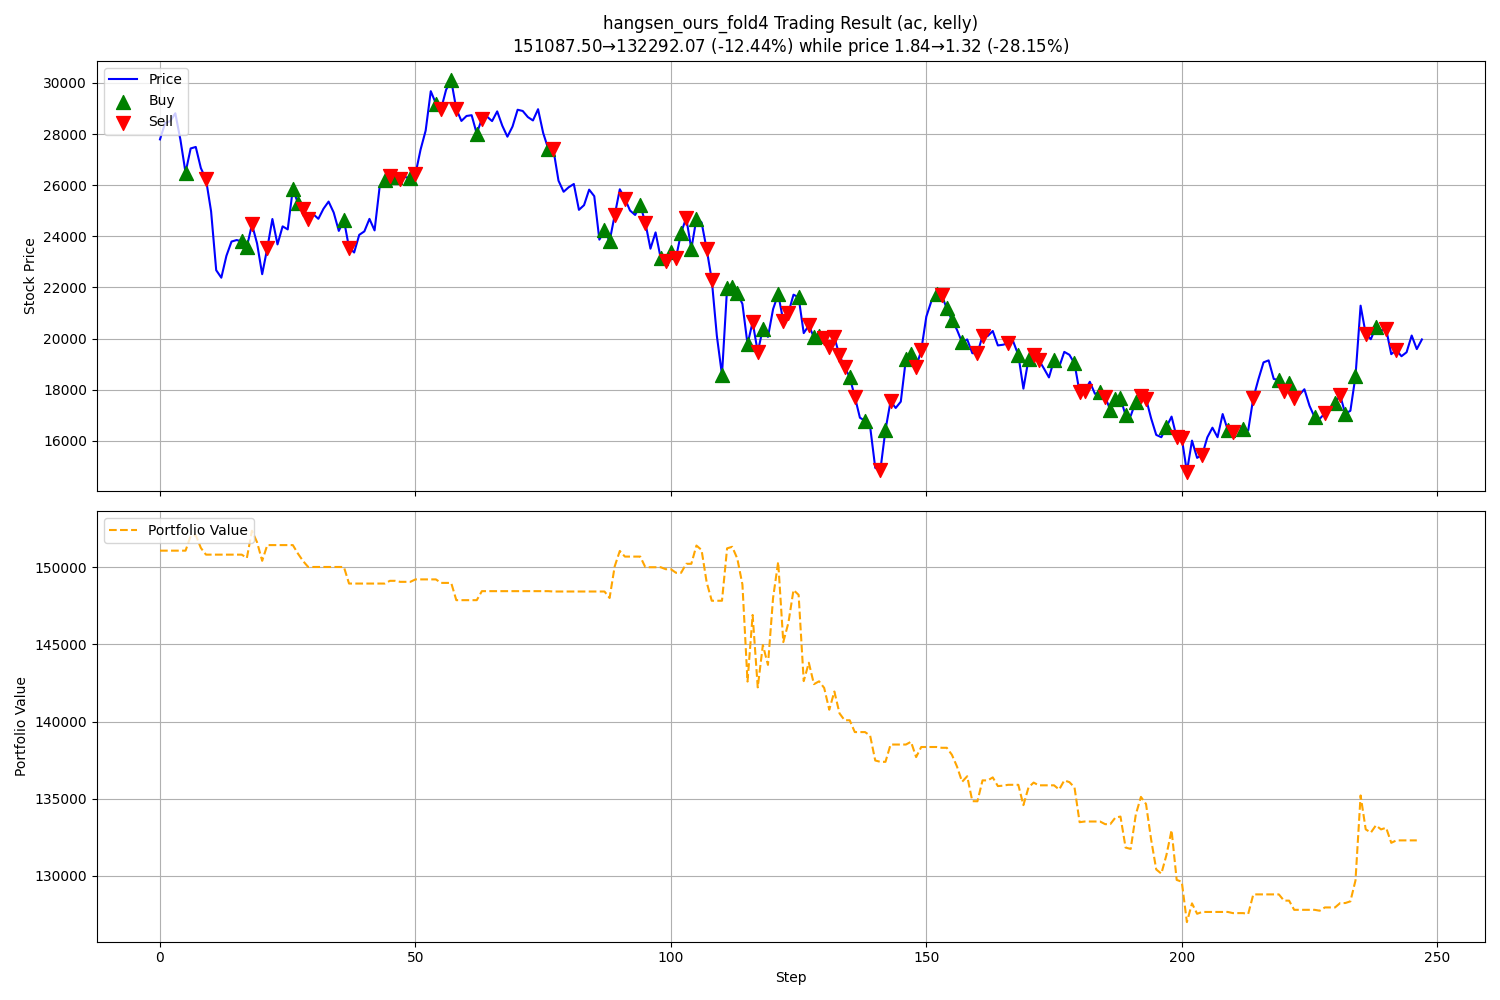 hangsen_ours_fold4 Trading Result (ac, kelly)
151087.50→132292.07 (-12.44%) while price 1.84→1.32 (-28.15%)
Price
Buy
Sell
30000
28000
26000
24000
22000
20000
18000
16000
Stock Price
Portfolio Value
150000
145000
140000
135000
130000
Portfolio Value
0 50 100 150 200 250
Step